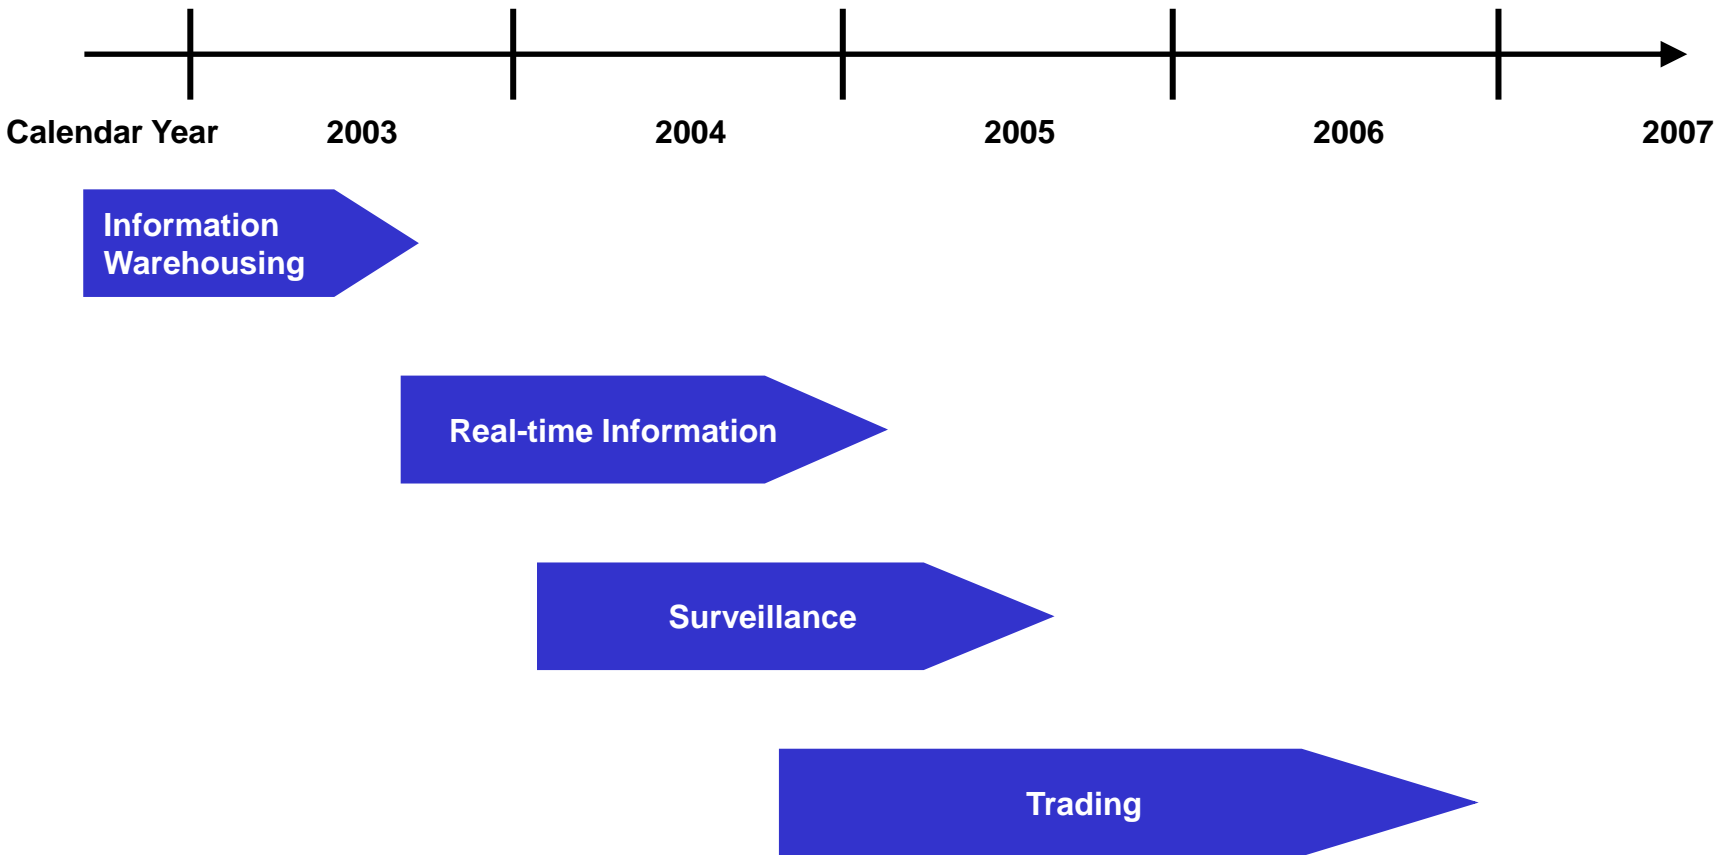 Calendar Year 2003 2004 2005 2006 2007
Information
Warehousing
Real-time Information
Surveillance
Trading